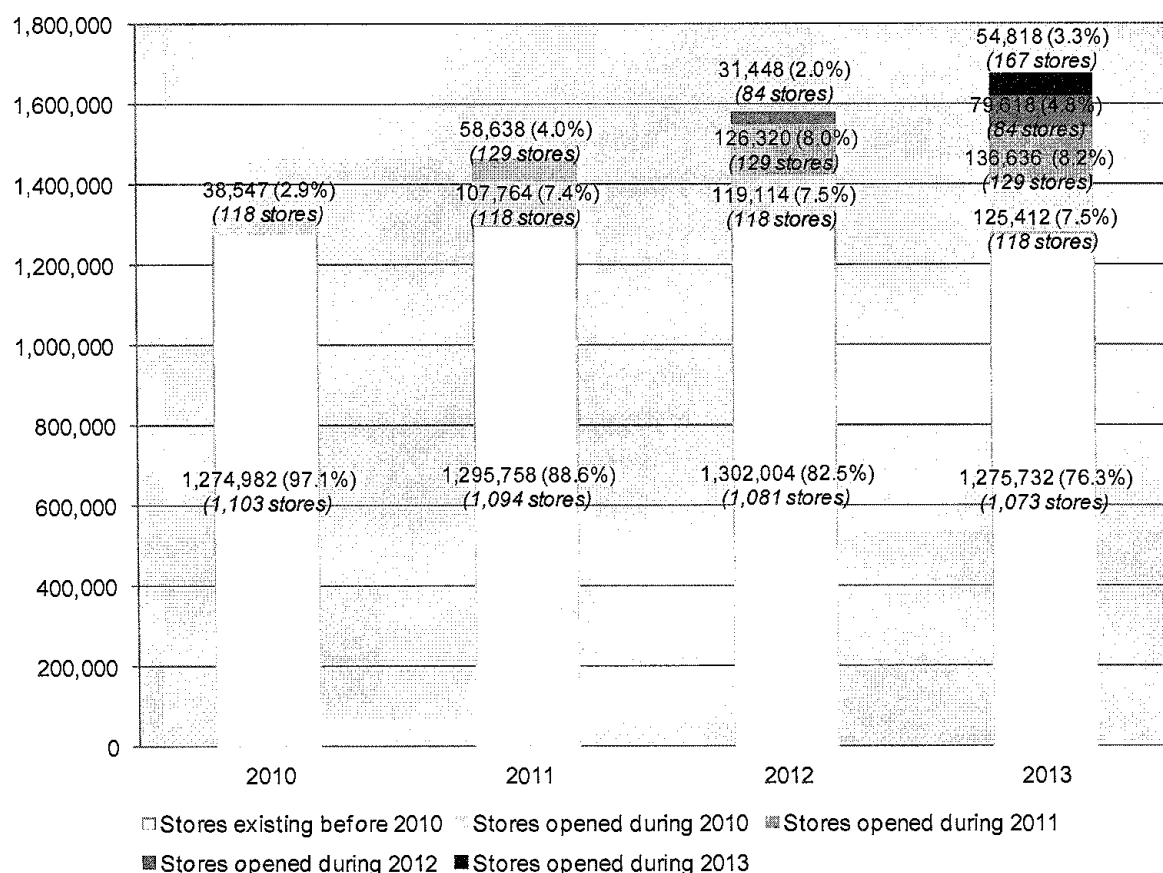 1,800,000
1,600,000
1,400,000
1,200,000
1,000,000
800,000
600,000
400,000
200,000
0
38,547 (2.9%)
(118 stores)
1,274,982 (97.1%)
(1,103 stores)
58,638 (4.0%)
(129 stores)
107,764 (7.4%)
(118 stores)
1,295,758 (88.6%)
(1,094 stores)
31,448 (2.0%)
(84 stores)
126,320 (8.0%)
(129 stores)
119,114 (7.5%)
(118 stores)
1,302,004 (82.5%)
(1,081 stores)
54,818 (3.3%)
(167 stores)
79,618 (4.8%)
(84 stores)
136,636 (8.2%)
(129 stores)
125,412 (7.5%)
(118 stores)
1,275,732 (76.3%)
(1,073 stores)
2010 2011 2012 2013
Stores existing before 2010 Stores opened during 2010 Stores opened during 2011
Stores opened during 2012 Stores opened during 2013